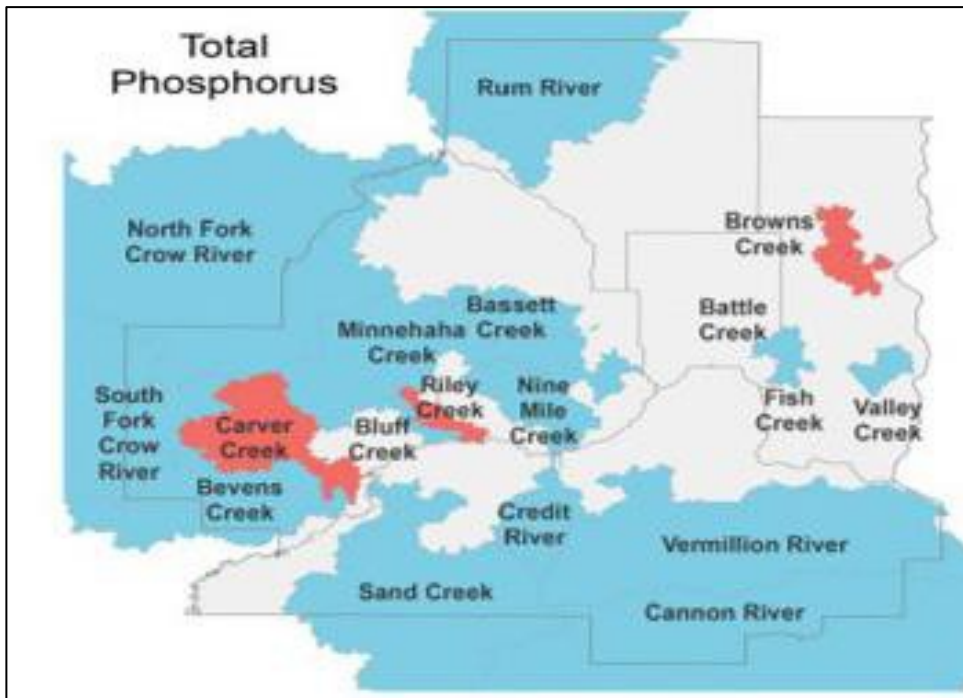 Total
Phosphorus
Rum River
North Fork
Crow River
Browns
Creek
Bassett
Creek
Minnehaha
Creek
Battle
Creek
South
Fork
Crow
River
Carver
Creek
Bluff
Creek
Riley
Creek
Nine
Mile
Creek
Fish
Creek
Valley
Creek
Bevens
Creek
Credit
River
Vermillion River
Sand Creek
Cannon River